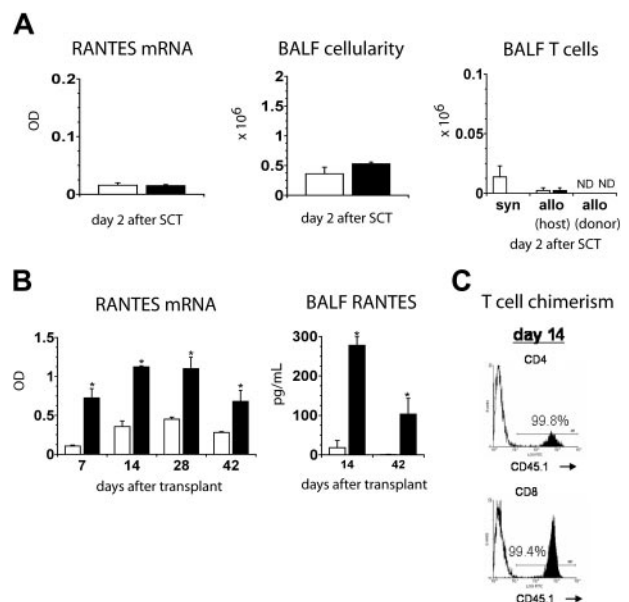 A
RANTES mRNA
BALF cellularity
BALF T cells
OD
0.2
0.1
0
day 2 after SCT
x 10⁶
2
1.5
1
0.5
0
day 2 after SCT
x 10⁶
0.1
0.05
0
ND ND
syn allo allo
(host) (donor)
day 2 after SCT
B
RANTES mRNA
BALF RANTES
OD
1.5
1
0.5
0
* * * *
7 14 28 42
days after transplant
pg/mL
300
200
100
0
* *
14 42
days after transplant
C
T cell chimerism
day 14
CD4
99.8%
CD45.1
CD8
99.4%
CD45.1